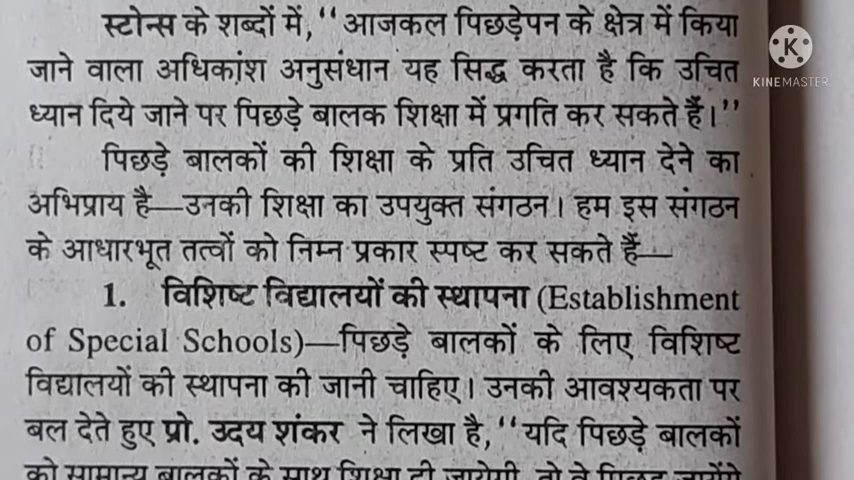 स्टोन्स के शब्दों में, ‘‘आजकल पिछड़ेपन के क्षेत्र में किया
जाने वाला अधिकांश अनुसंधान यह सिद्ध करता है कि उचित
ध्यान दिये जाने पर पिछड़े बालक शिक्षा में प्रगति कर सकते हैं।’’
पिछड़े बालकों की शिक्षा के प्रति उचित ध्यान देने का
अभिप्राय है—उनकी शिक्षा का उपयुक्त संगठन। हम इस संगठन
के आधारभूत तत्वों को निम्न प्रकार स्पष्ट कर सकते हैं—
1. विशिष्ट विद्यालयों की स्थापना (Establishment
of Special Schools)—पिछड़े बालकों के लिए विशिष्ट
विद्यालयों की स्थापना की जानी चाहिए। उनकी आवश्यकता पर
बल देते हुए प्रो. उदय शंकर ने लिखा है, ‘‘यदि पिछड़े बालकों
को सामान्य बालकों के साथ शिक्षा दी जायेगी, तो वे पिछड़ जायेंगे
KINEMASTER